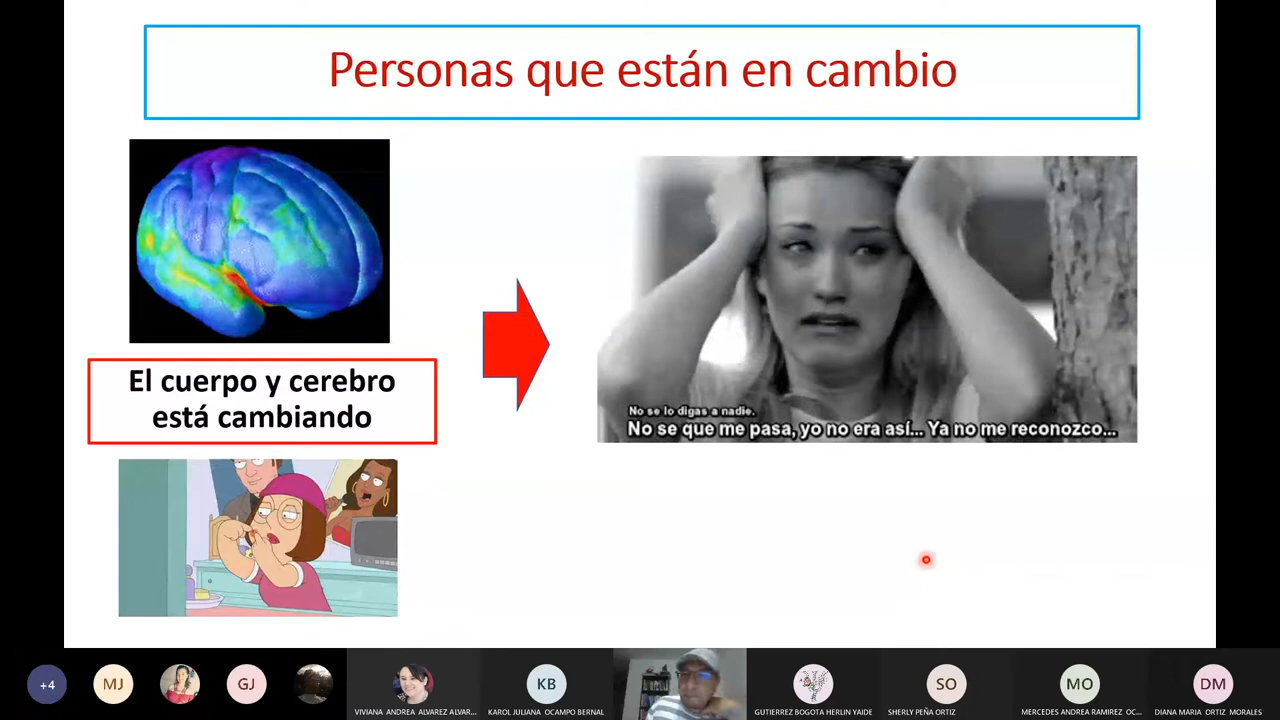 Personas que están en cambio
El cuerpo y cerebro
está cambiando
No se lo digas a nadie.
No se que me pasa, yo no era así... Ya no me reconozco...
+4
MJ
GJ
VIVIANA ANDREA ALVAREZ ALVAR...
KB
KAROL JULIANA OCAMPO BERNAL
GUTIERREZ BOGOTA HERLIN YAIDE
SO
SHERLY PEÑA ORTIZ
MO
MERCEDES ANDREA RAMIREZ OC...
DM
DIANA MARIA ORTIZ MORALES